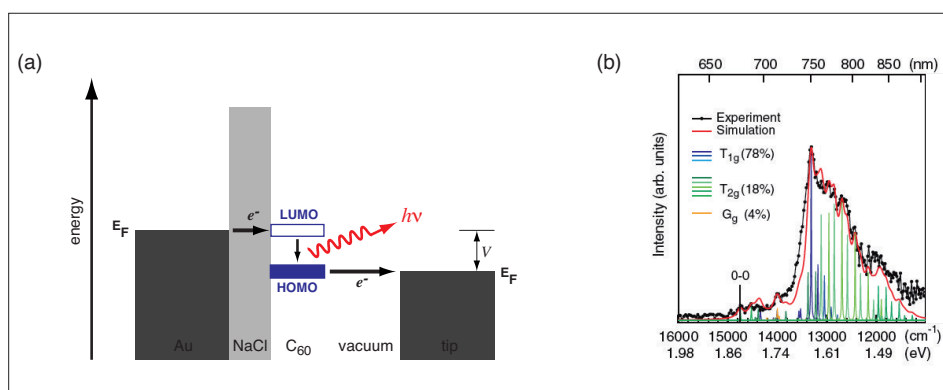 (a)
energy
E_F
e-
LUMO
hν
V
HOMO
e-
E_F
Au
NaCl
C60
vacuum
tip
(b)
650 700 750 800 850 (nm)
Experiment
Simulation
T1g (78%)
T2g (18%)
Gg (4%)
0-0
Intensity (arb. units)
16000 15000 14000 13000 12000 (cm-1)
1.98 1.86 1.74 1.61 1.49 (eV)